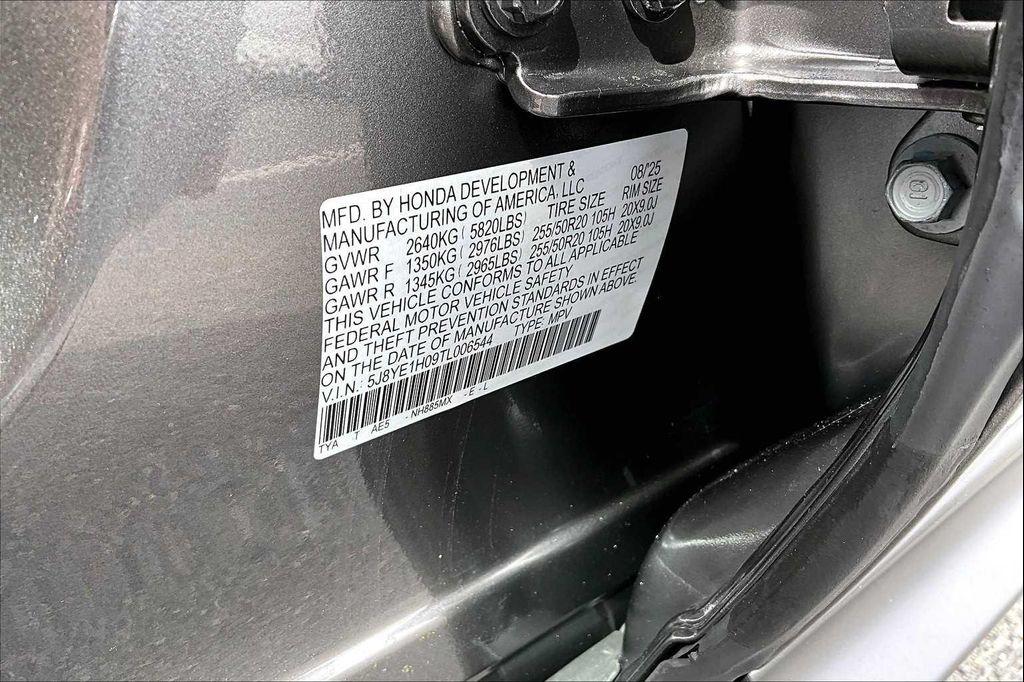 MFD. BY HONDA DEVELOPMENT & 08/'25
MANUFACTURING OF AMERICA, LLC
GVWR 2640KG ( 5820LBS) TIRE SIZE RIM SIZE
GAWR F 1350KG ( 2976LBS) 255/50R20 105H 20X9.0J
GAWR R 1345KG ( 2965LBS) 255/50R20 105H 20X9.0J
THIS VEHICLE CONFORMS TO ALL APPLICABLE
FEDERAL MOTOR VEHICLE SAFETY
AND THEFT PREVENTION STANDARDS IN EFFECT
ON THE DATE OF MANUFACTURE SHOWN ABOVE.
V.I.N.: 5J8YE1H09TL006544 TYPE: MPV
TYA T AE5 - NH885MX - E - L